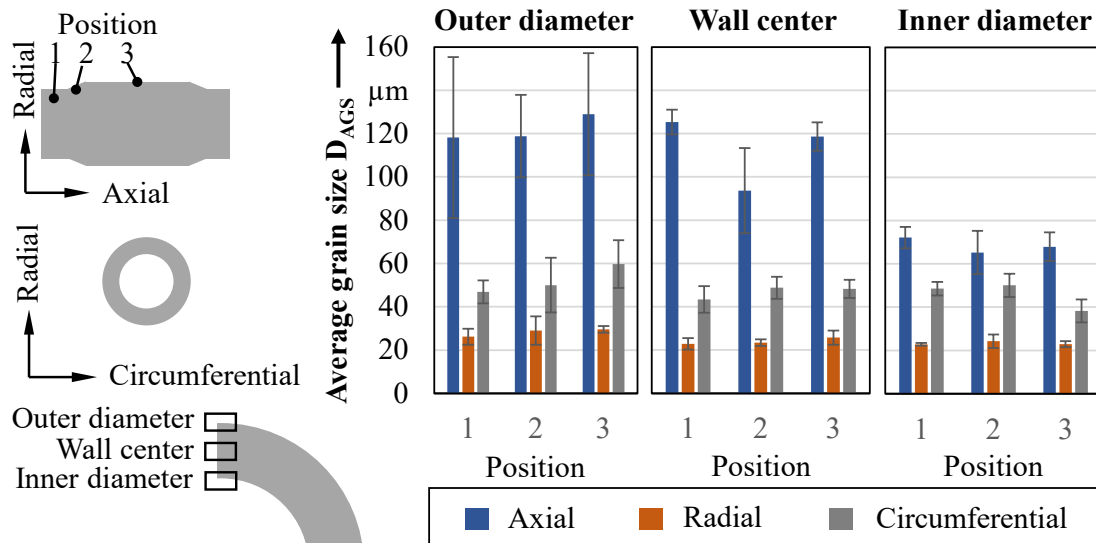 Position
1 2 3
Radial
Axial
Radial
Circumferential
Outer diameter
Wall center
Inner diameter
Average grain size D_AGS
Outer diameter Wall center Inner diameter
160
µm
120
100
80
60
40
20
0
1 2 3 1 2 3 1 2 3
Position Position Position
Axial Radial Circumferential